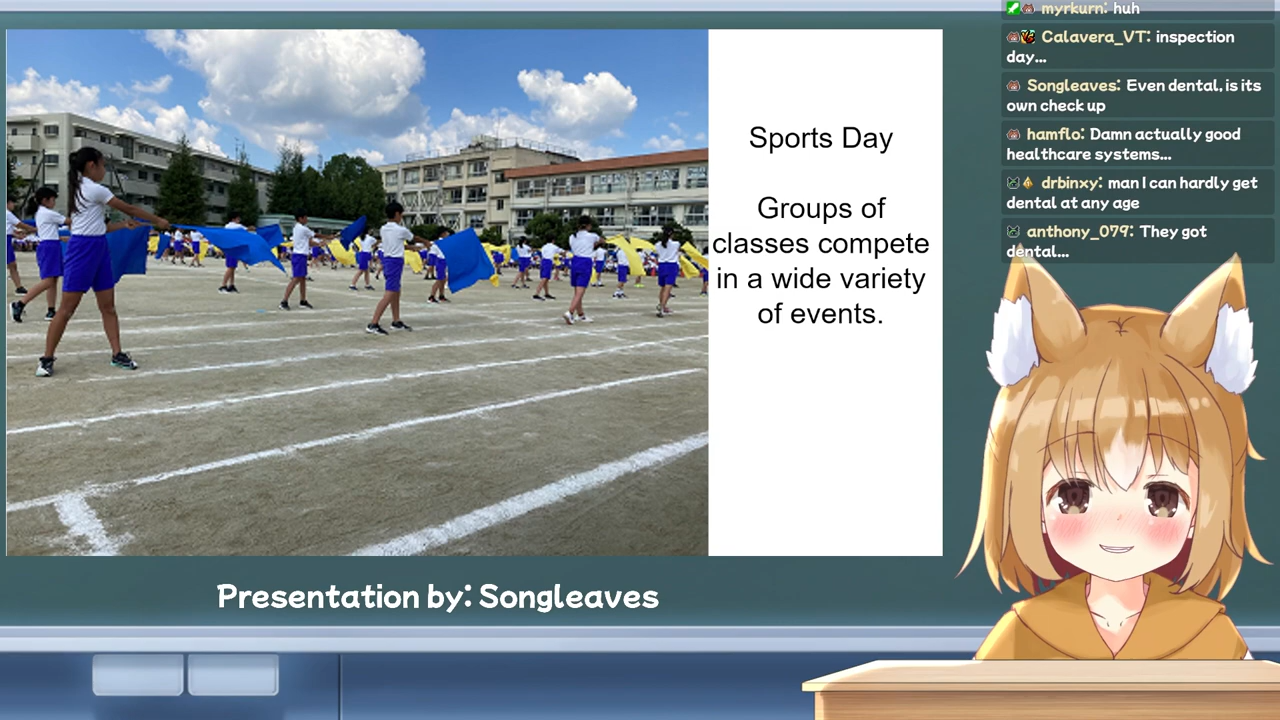 Sports Day
Groups of
classes compete
in a wide variety
of events.
Presentation by: Songleaves
myrkurn: huh
Calavera_VT: inspection
day...
Songleaves: Even dental, is its
own check up
hamflo: Damn actually good
healthcare systems...
drbinxy: man I can hardly get
dental at any age
anthony_079: They got
dental...